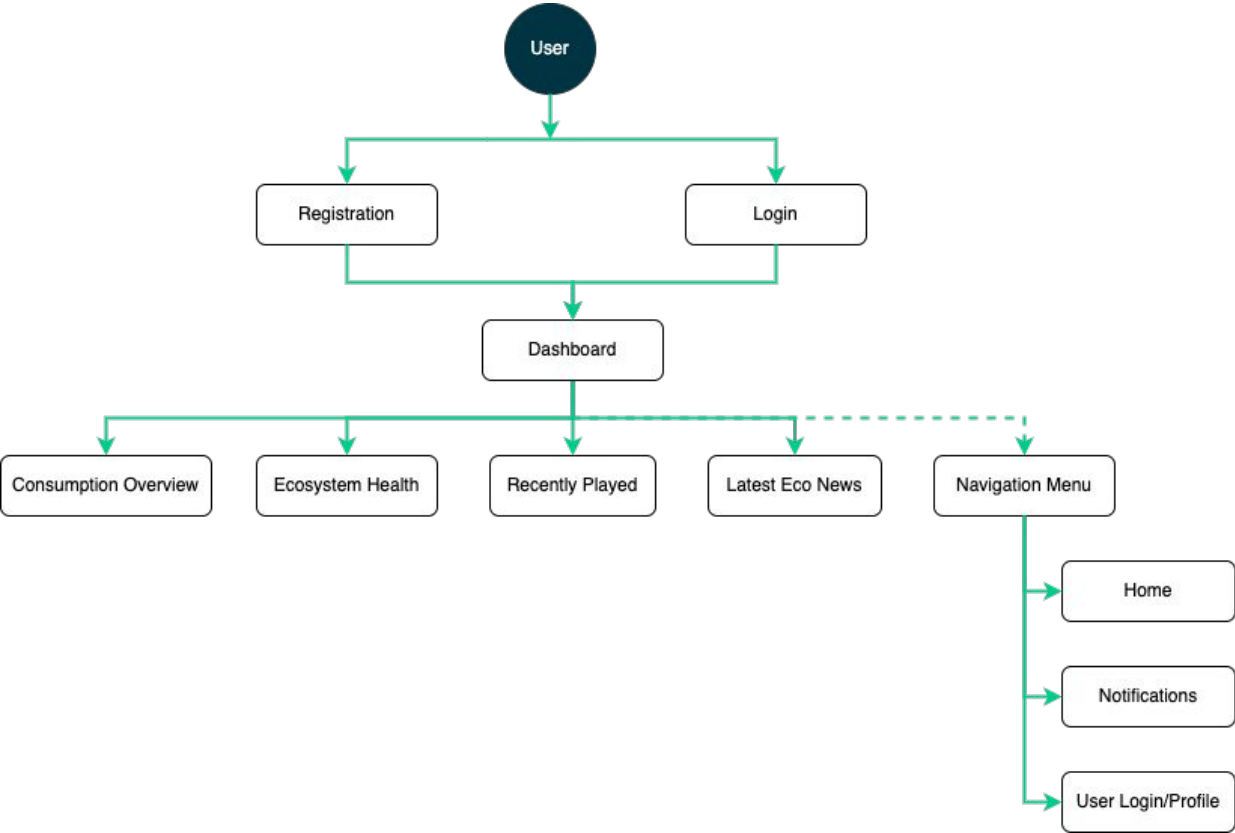 User
Registration
Login
Dashboard
Consumption Overview
Ecosystem Health
Recently Played
Latest Eco News
Navigation Menu
Home
Notifications
User Login/Profile